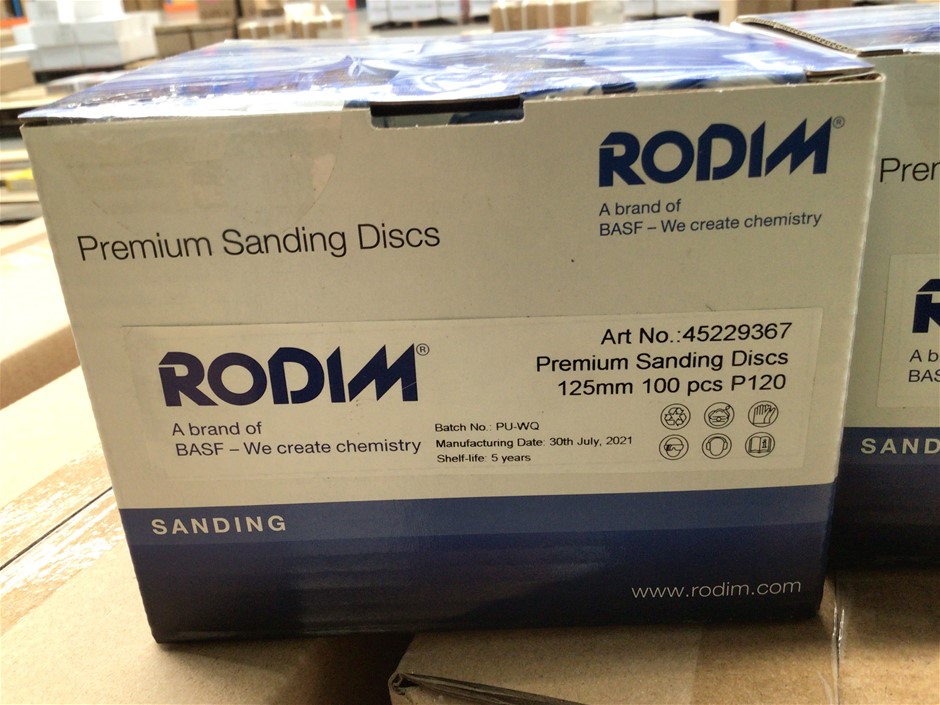 RODIM®
A brand of
BASF – We create chemistry
Premium Sanding Discs
RODIM®
A brand of
BASF – We create chemistry
Art No.:45229367
Premium Sanding Discs
125mm 100 pcs P120
Batch No.: PU-WQ
Manufacturing Date: 30th July, 2021
Shelf-life: 5 years
SANDING
www.rodim.com
Prem
R
A b
BAS
SAND